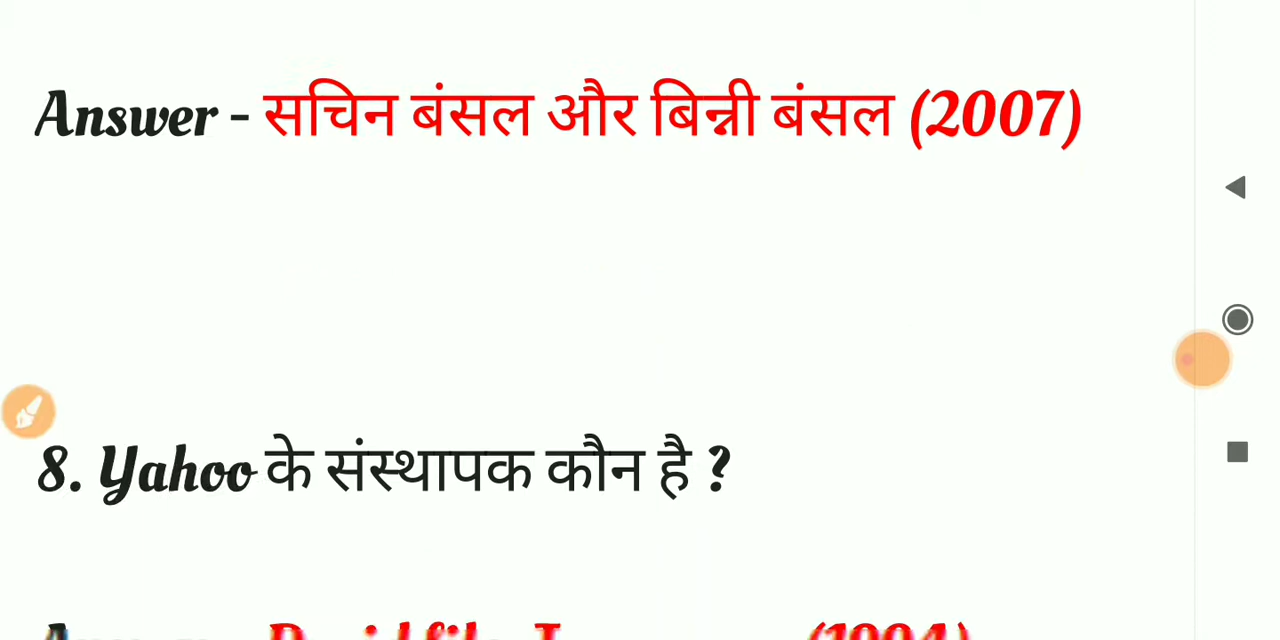 Answer - सचिन बंसल और बिन्नी बंसल (2007)
8. Yahoo के संस्थापक कौन है ?